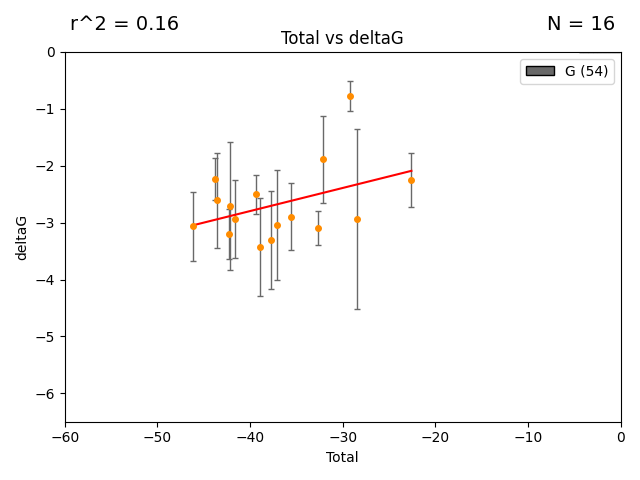 r^2 = 0.16
N = 16
Total vs deltaG
G (54)
0
−1
−2
−3
−4
−5
−6
deltaG
−60
−50
−40
−30
−20
−10
0
Total